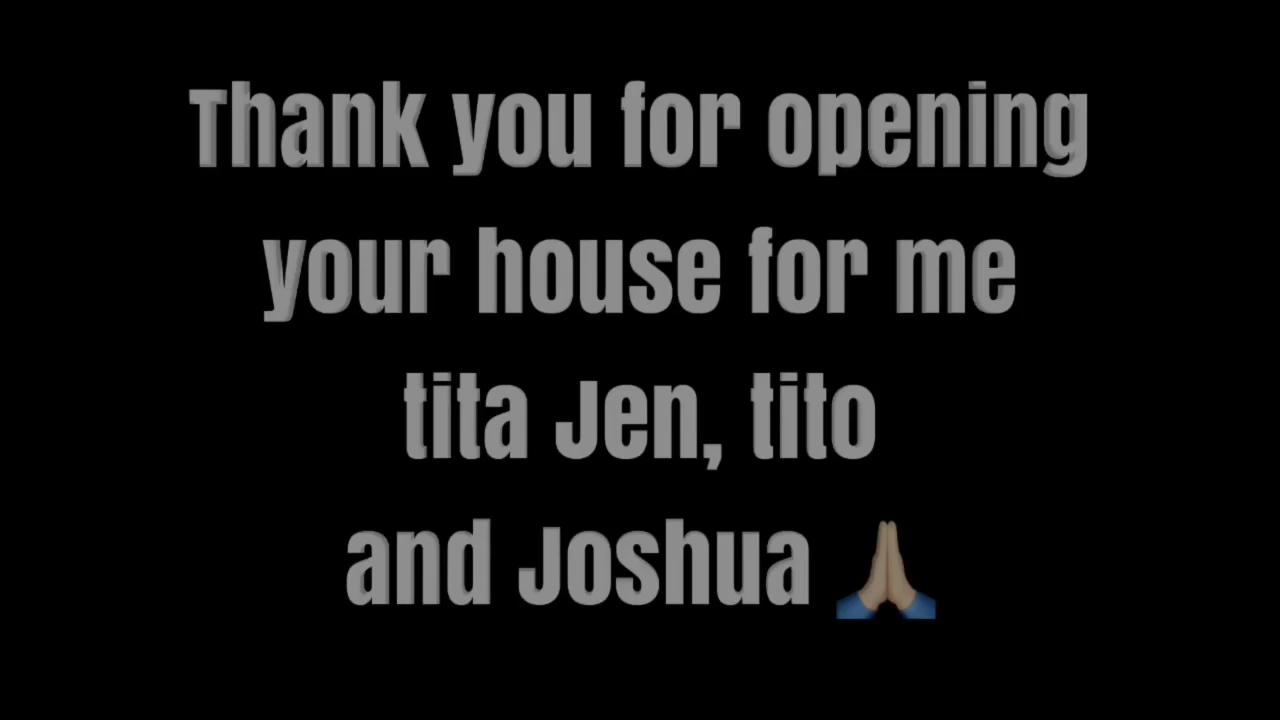 Thank you for opening
your house for me
tita Jen, tito
and Joshua 🙏🏼